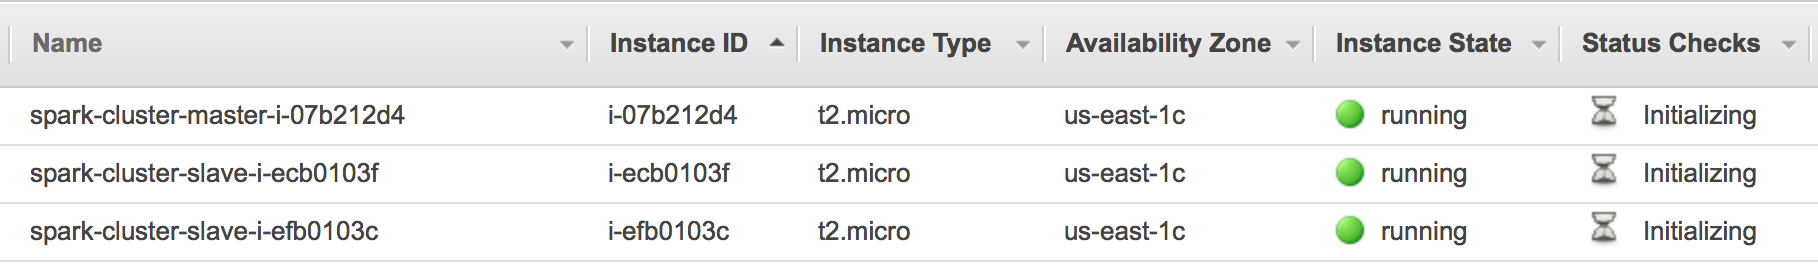 Name Instance ID Instance Type Availability Zone Instance State Status Checks
spark-cluster-master-i-07b212d4 i-07b212d4 t2.micro us-east-1c running Initializing
spark-cluster-slave-i-ecb0103f i-ecb0103f t2.micro us-east-1c running Initializing
spark-cluster-slave-i-efb0103c i-efb0103c t2.micro us-east-1c running Initializing